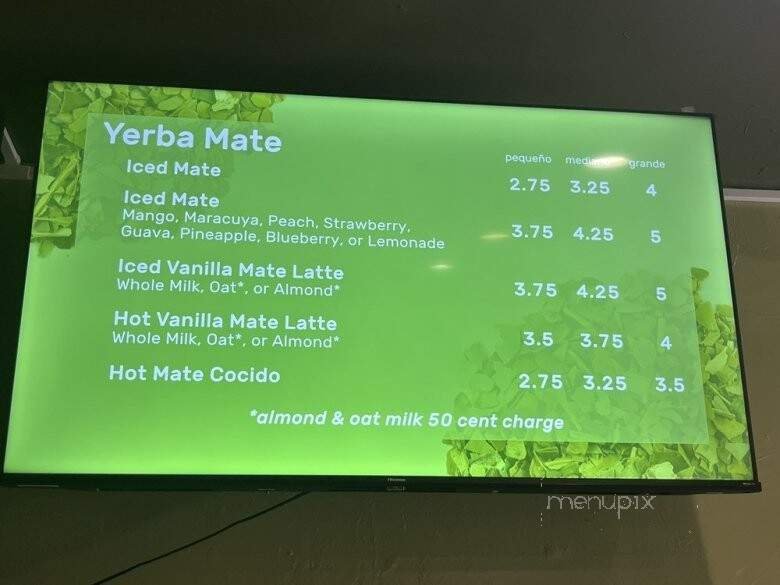 Yerba Mate
pequeño mediano grande
Iced Mate 2.75 3.25 4
Iced Mate
Mango, Maracuya, Peach, Strawberry,
Guava, Pineapple, Blueberry, or Lemonade 3.75 4.25 5
Iced Vanilla Mate Latte
Whole Milk, Oat*, or Almond* 3.75 4.25 5
Hot Vanilla Mate Latte
Whole Milk, Oat*, or Almond* 3.5 3.75 4
Hot Mate Cocido 2.75 3.25 3.5
*almond & oat milk 50 cent charge
Hisense
menupix